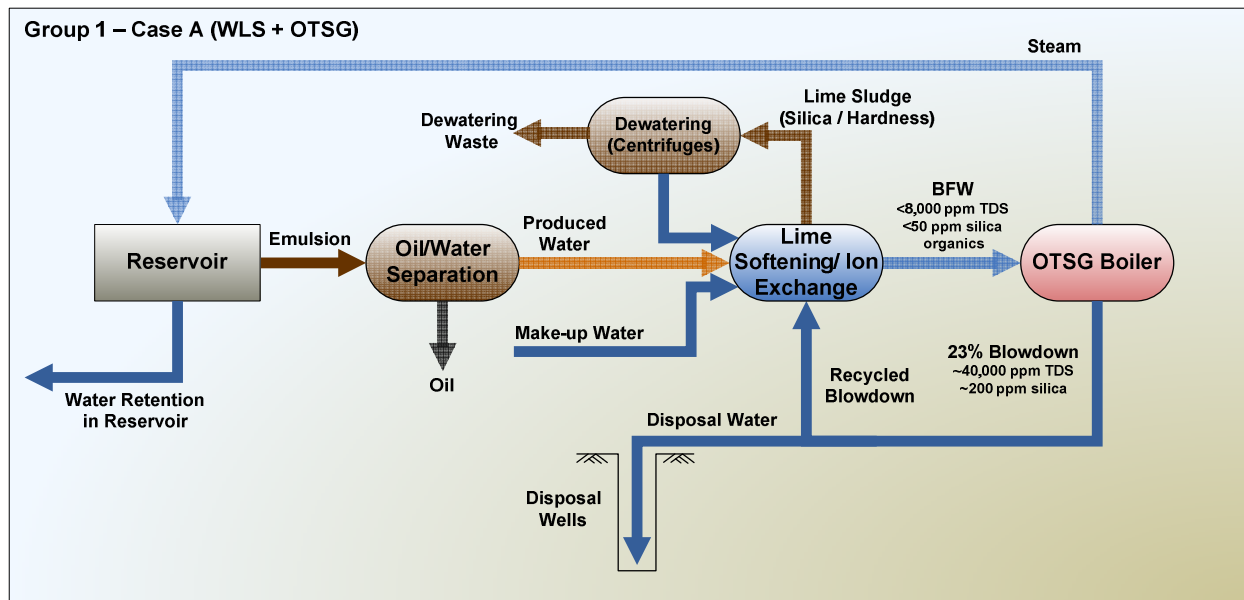 Group 1 – Case A (WLS + OTSG)
Steam
Lime Sludge
(Silica / Hardness)
Dewatering
(Centrifuges)
Dewatering
Waste
BFW
<8,000 ppm TDS
<50 ppm silica
organics
Produced
Water
Emulsion
Reservoir
Oil/Water
Separation
Lime
Softening/ Ion
Exchange
OTSG Boiler
Make-up Water
Oil
23% Blowdown
~40,000 ppm TDS
~200 ppm silica
Recycled
Blowdown
Water Retention
in Reservoir
Disposal Water
Disposal
Wells